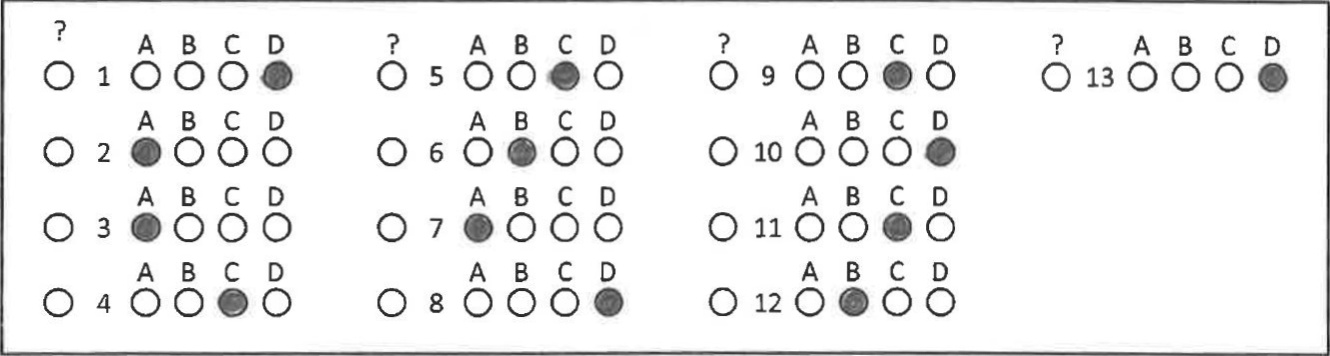 ? A B C D ? A B C D ? A B C D ? A B C D
1 5 9 13
A B C D A B C D A B C D
2 6 10
A B C D A B C D A B C D
3 7 11
A B C D A B C D A B C D
4 8 12